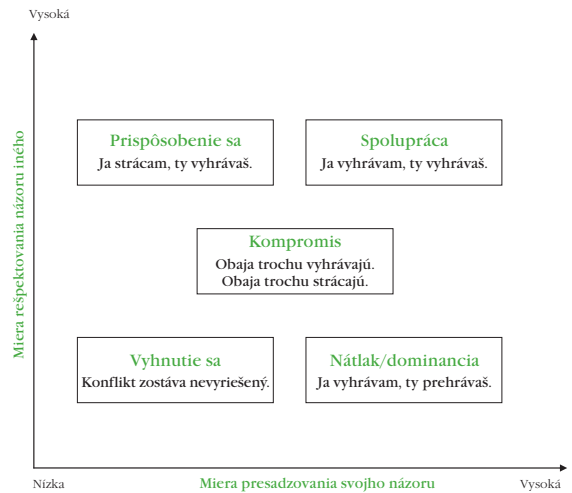 Vysoká
Miera rešpektovania názoru iného
Prispôsobenie sa
Ja strácam, ty vyhrávaš.
Spolupráca
Ja vyhrávam, ty vyhrávaš.
Kompromis
Obaja trochu vyhrávajú.
Obaja trochu strácajú.
Vyhnutie sa
Konflikt zostáva nevyriešený.
Nátlak/dominancia
Ja vyhrávam, ty prehrávaš.
Nízka
Miera presadzovania svojho názoru
Vysoká